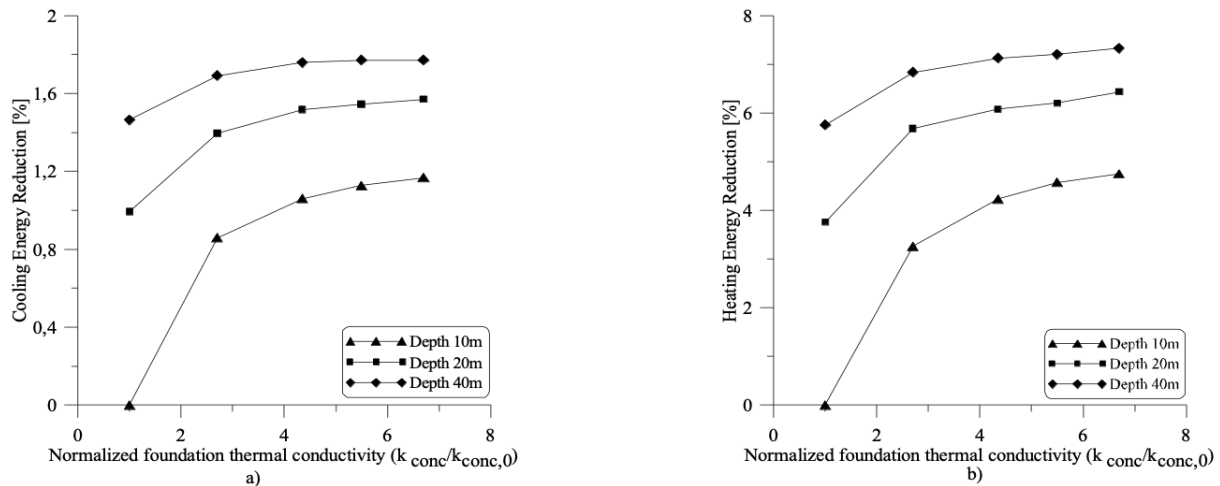 2
1,6
1,2
0,8
0,4
0
0 2 4 6 8
Cooling Energy Reduction [%]
Depth 10m
Depth 20m
Depth 40m
Normalized foundation thermal conductivity (k conc/kconc,0)
a)
8
6
4
2
0
0 2 4 6 8
Heating Energy Reduction [%]
Depth 10m
Depth 20m
Depth 40m
Normalized foundation thermal conductivity (k conc/kconc,0)
b)